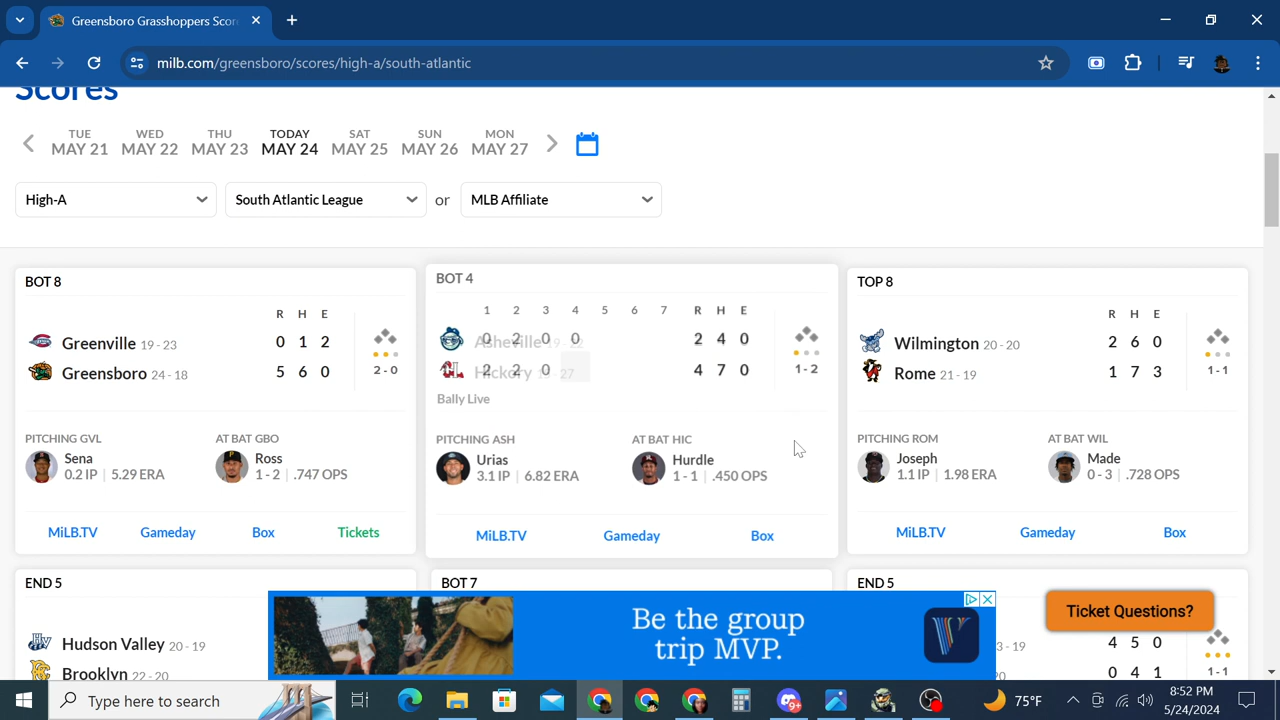 Greensboro Grasshoppers Scor
milb.com/greensboro/scores/high-a/south-atlantic
Scores
TUE WED THU TODAY SAT SUN MON
MAY 21 MAY 22 MAY 23 MAY 24 MAY 25 MAY 26 MAY 27
High-A South Atlantic League or MLB Affiliate
BOT 8
R H E
Greenville 19 - 23 0 1 2
Greensboro 24 - 18 5 6 0
2 - 0
PITCHING GVL AT BAT GBO
Sena Ross
0.2 IP | 5.29 ERA 1 - 2 | .747 OPS
MiLB.TV Gameday Box Tickets
BOT 4
1 2 3 4 5 6 7 R H E
Asheville 19 - 22 0 2 0 0 2 4 0
Hickory 2 2 0 4 7 0
1 - 2
Bally Live
PITCHING ASH AT BAT HIC
Urias Hurdle
3.1 IP | 6.82 ERA 1 - 1 | .450 OPS
MiLB.TV Gameday Box
TOP 8
R H E
Wilmington 20 - 20 2 6 0
Rome 21 - 19 1 7 3
1 - 1
PITCHING ROM AT BAT WIL
Joseph Made
1.1 IP | 1.98 ERA 0 - 3 | .728 OPS
MiLB.TV Gameday Box
END 5
Hudson Valley 20 - 19
Brooklyn 22 - 20
BOT 7
END 5
3 - 19 4 5 0
0 4 1
1 - 1
Be the group
trip MVP.
Ticket Questions?
Type here to search
9+
75°F
8:52 PM
5/24/2024